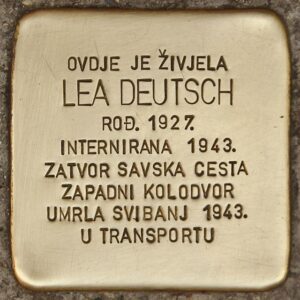 OVDJE JE ŽIVJELA
LEA DEUTSCH
ROĐ. 1927.
INTERNIRANA 1943.
ZATVOR SAVSKA CESTA
ZAPADNI KOLODVOR
UMRLA SVIBANJ 1943.
U TRANSPORTU